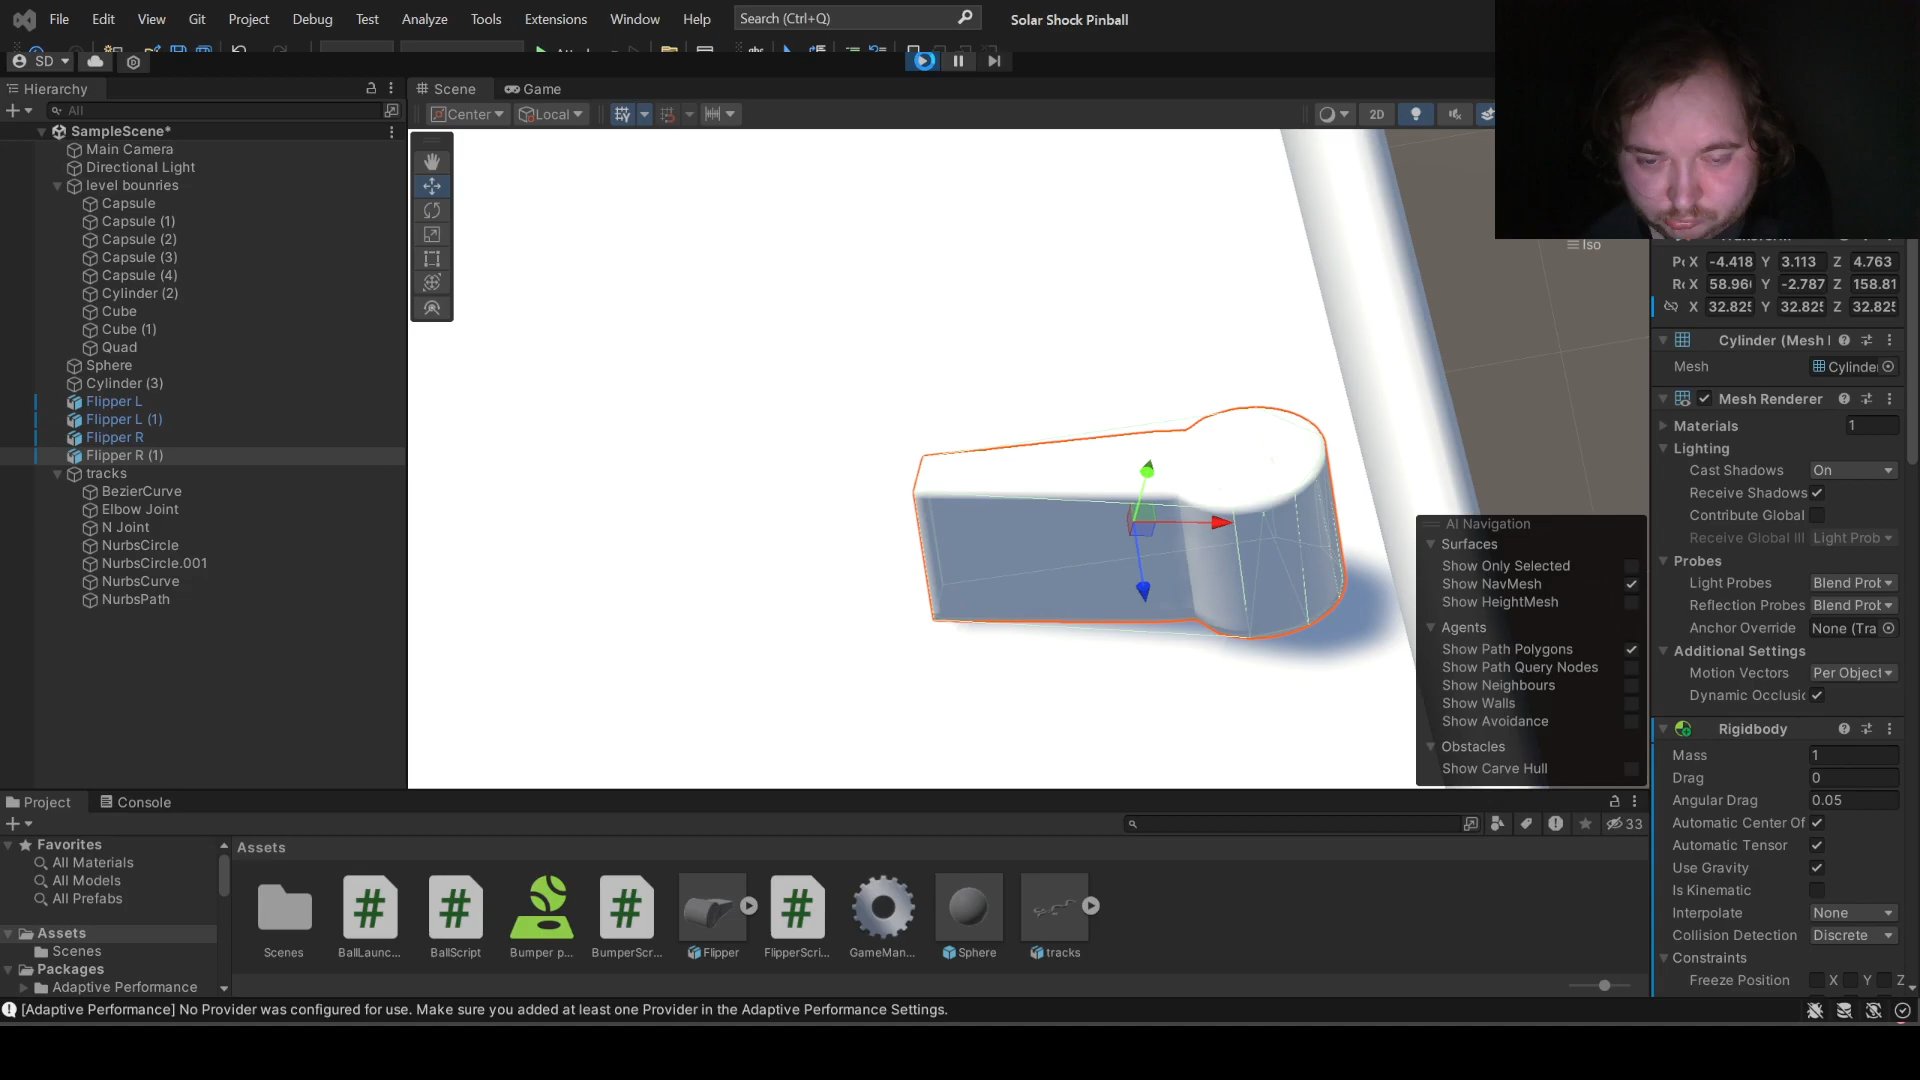 File Edit View Git Project Debug Test Analyze Tools Extensions Window Help Search (Ctrl+Q) Solar Shock Pinball
SD
Hierarchy
All
SampleScene*
Main Camera
Directional Light
level bounries
Capsule
Capsule (1)
Capsule (2)
Capsule (3)
Capsule (4)
Cylinder (2)
Cube
Cube (1)
Quad
Sphere
Cylinder (3)
Flipper L
Flipper L (1)
Flipper R
Flipper R (1)
tracks
BezierCurve
Elbow Joint
N Joint
NurbsCircle
NurbsCircle.001
NurbsCurve
NurbsPath
Scene Game
Center Local 2D
Iso
AI Navigation
Surfaces
Show Only Selected
Show NavMesh
Show HeightMesh
Agents
Show Path Polygons
Show Path Query Nodes
Show Neighbours
Show Walls
Show Avoidance
Obstacles
Show Carve Hull
X -4.418 Y 3.113 Z 4.763
X 58.96 Y -2.787 Z 158.81
X 32.82 Y 32.82 Z 32.82
Cylinder (Mesh
Mesh Cylinde
Mesh Renderer
Materials 1
Lighting
Cast Shadows On
Receive Shadows
Contribute Global
Receive Global Ill Light Prob
Probes
Light Probes Blend Prob
Reflection Probes Blend Prob
Anchor Override None (Tra
Additional Settings
Motion Vectors Per Object
Dynamic Occlusic
Rigidbody
Mass 1
Drag 0
Angular Drag 0.05
Automatic Center Of
Automatic Tensor
Use Gravity
Is Kinematic
Interpolate None
Collision Detection Discrete
Constraints
Freeze Position X Y Z
Project Console
33
Favorites
All Materials
All Models
All Prefabs
Assets
Scenes
Packages
Adaptive Performance
Assets
Scenes BallLaunc... BallScript Bumper p... BumperScr... Flipper FlipperScri... GameMan... Sphere tracks
[Adaptive Performance] No Provider was configured for use. Make sure you added at least one Provider in the Adaptive Performance Settings.